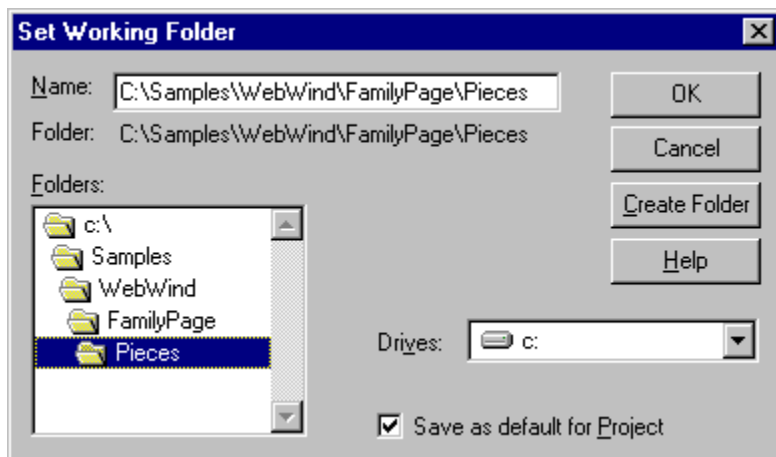 Set Working Folder
Name: C:\Samples\WebWind\FamilyPage\Pieces
Folder: C:\Samples\WebWind\FamilyPage\Pieces
Folders:
c:\
Samples
WebWind
FamilyPage
Pieces
OK
Cancel
Create Folder
Help
Drives: c:
Save as default for Project